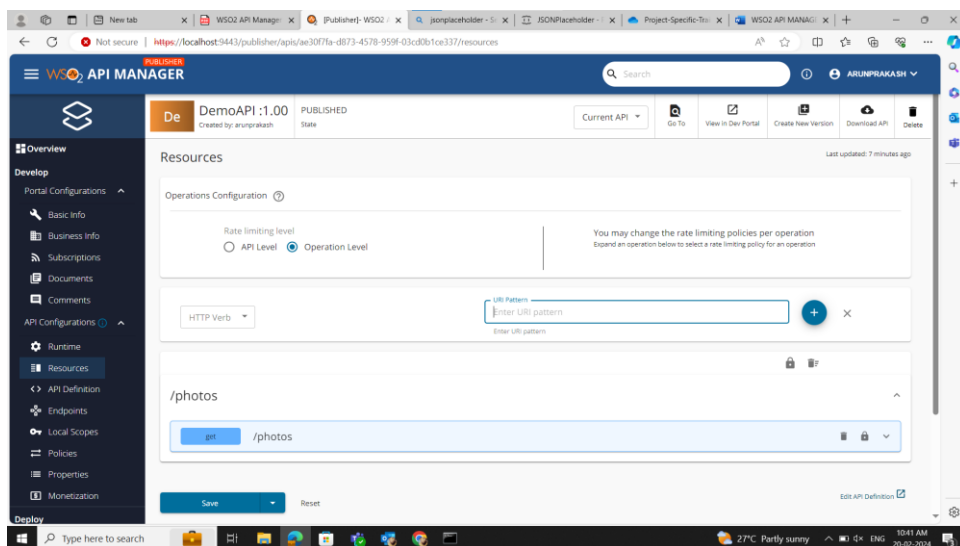 New tab
WSO2 API Manager
[Publisher]- WSO2
jsonplaceholder - S
JSONPlaceholder -
Project-Specific-Tra
WSO2 API MANAG
Not secure
https://localhost:9443/publisher/apis/ae30f7fa-d873-4578-959f-03cd0b1ce337/resources
PUBLISHER
WSO2 API MANAGER
Search
ARUNPRAKASH
De
DemoAPI :1.00
Created by: arunprakash
PUBLISHED
State
Current API
Go To
View in Dev Portal
Create New Version
Download API
Delete
Overview
Develop
Portal Configurations
Basic Info
Business Info
Subscriptions
Documents
Comments
API Configurations
Runtime
Resources
API Definition
Endpoints
Local Scopes
Policies
Properties
Monetization
Deploy
Resources
Last updated: 7 minutes ago
Operations Configuration
Rate limiting level
API Level
Operation Level
You may change the rate limiting policies per operation
Expand an operation below to select a rate limiting policy for an operation
HTTP Verb
URI Pattern
Enter URI pattern
Enter URI pattern
/photos
get
/photos
Save
Reset
Edit API Definition
Type here to search
27°C Partly sunny
ENG
10:41 AM
20-02-2024